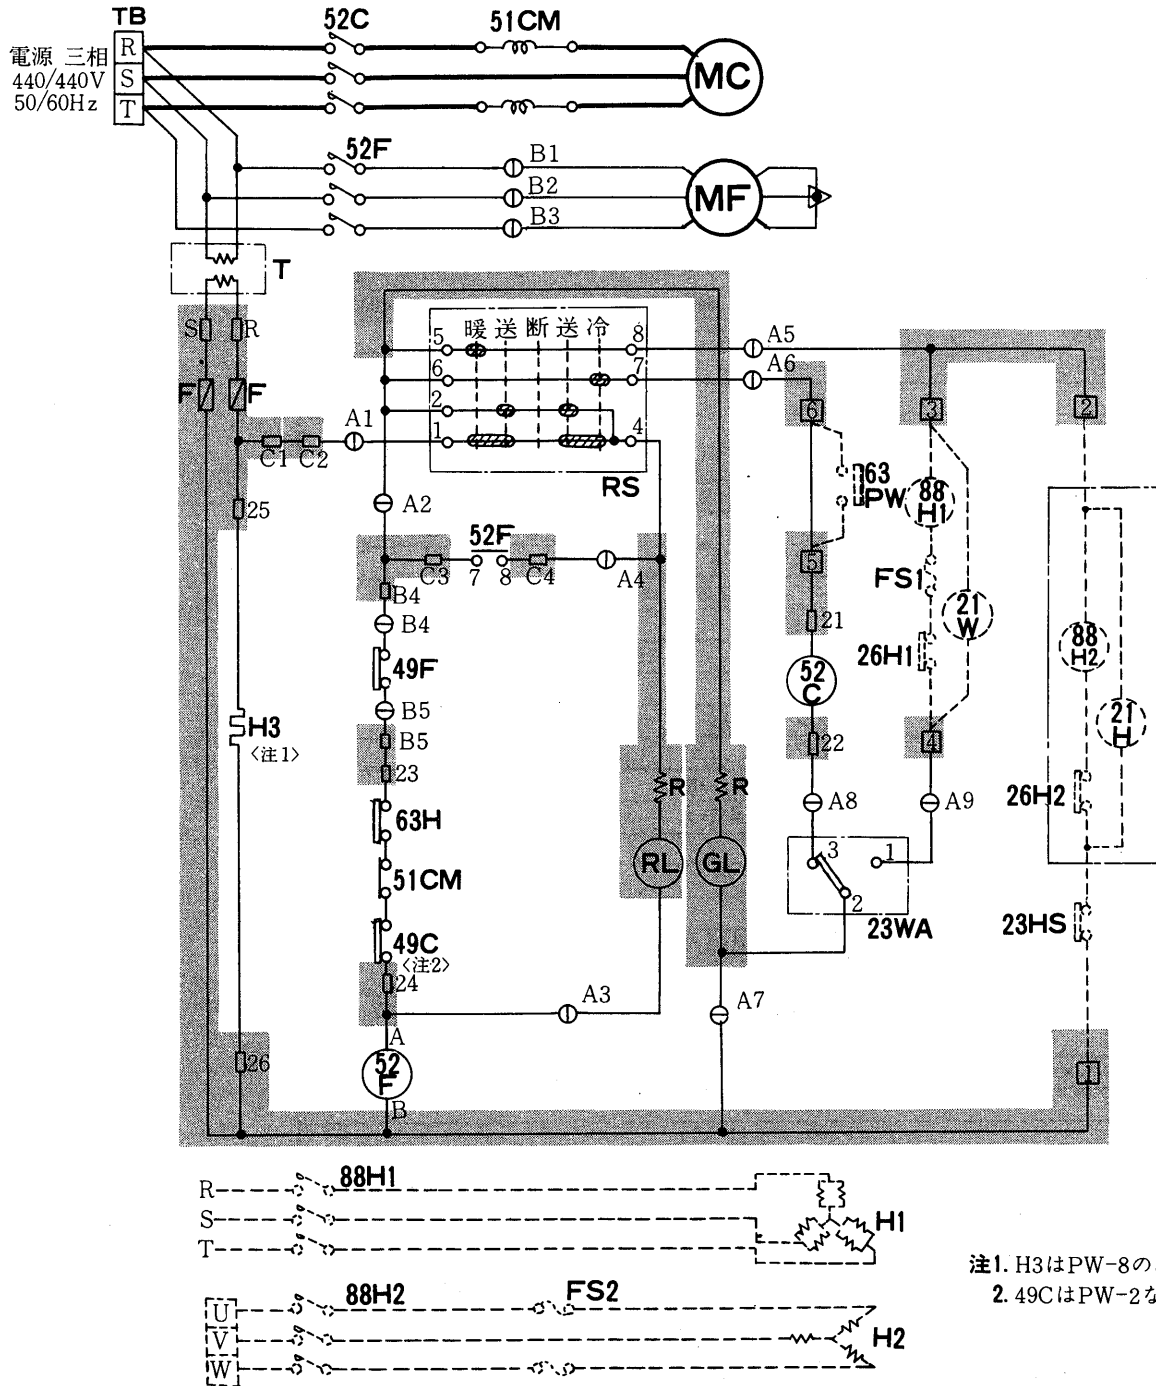 TB
52C
51CM
電源 三相
440/440V
50/60Hz
R
S
T
MC
52F
B1
B2
B3
MF
T
S
R
F
F
暖 送 断 送 冷
5
8
6
7
2
1
4
RS
A5
A6
A1
C1
C2
25
A2
52F
C3
7
8
C4
A4
B4
B4
49F
B5
B5
23
63H
51CM
49C
〈注2〉
24
H3
〈注1〉
26
A3
A
52
F
B
R
RL
R
GL
A7
6
3
2
63
PW
88
H1
5
FS1
21
W
21
26H1
52
C
22
4
A8
A9
3
1
2
23WA
88
H2
21
H
26H2
23HS
1
R
88H1
S
T
H1
U
88H2
FS2
V
W
H2
注1. H3はPW-8の
2. 49CはPW-2な